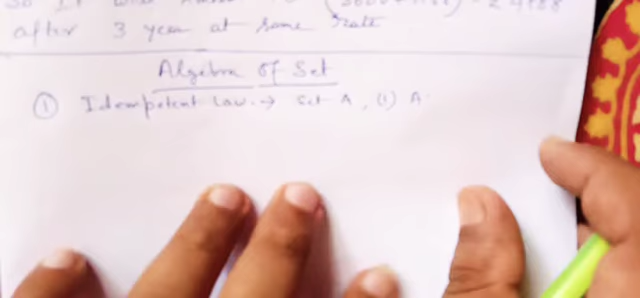 after 3 year at same rate
Algebra of Set
① Idempotent Law → Set A, (i) A